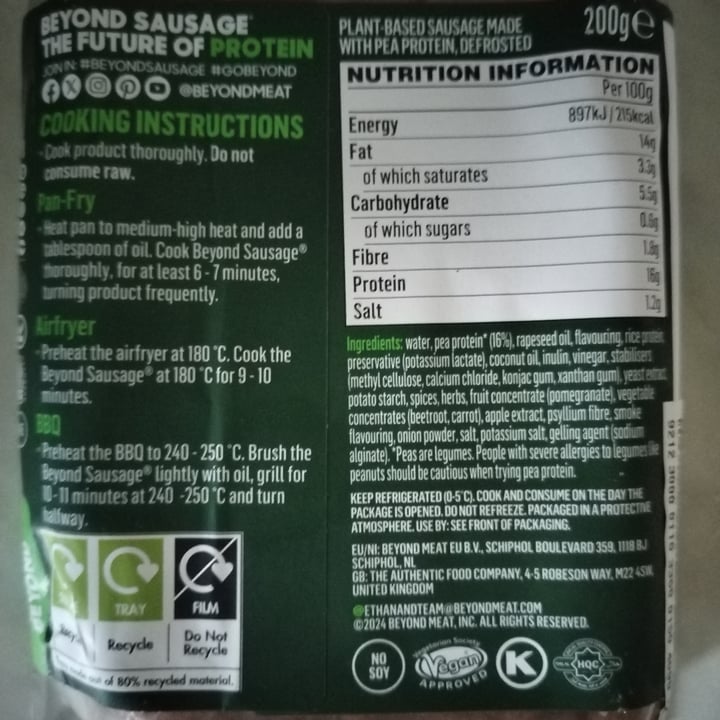 BEYOND SAUSAGE®
THE FUTURE OF PROTEIN
JOIN IN: #BEYONDSAUSAGE #GOBEYOND
@BEYONDMEAT
COOKING INSTRUCTIONS
-Cook product thoroughly. Do not
consume raw.
Pan-Fry
-Heat pan to medium-high heat and add a
tablespoon of oil. Cook Beyond Sausage®
thoroughly, for at least 6 - 7 minutes,
turning product frequently.
Airfryer
-Preheat the airfryer at 180 °C. Cook the
Beyond Sausage® at 180 °C for 9 - 10
minutes.
BBQ
-Preheat the BBQ to 240 - 250 °C. Brush the
Beyond Sausage® lightly with oil, grill for
10 - 11 minutes at 240 -250 °C and turn
halfway.
TRAY
FILM
Recycle
Recycle
Do Not
Recycle
made out of 80% recycled material.
BEYOND
PLANT-BASED SAUSAGE MADE
WITH PEA PROTEIN, DEFROSTED
200g e
NUTRITION INFORMATION
Per 100g
Energy 897kJ / 215kcal
Fat 14g
of which saturates 3.3g
Carbohydrate 5.5g
of which sugars 0.6g
Fibre 1.8g
Protein 16g
Salt 1.2g
Ingredients: water, pea protein* (16%), rapeseed oil, flavouring, rice protein,
preservative (potassium lactate), coconut oil, inulin, vinegar, stabilisers
(methyl cellulose, calcium chloride, konjac gum, xanthan gum), yeast extract,
potato starch, spices, herbs, fruit concentrate (pomegranate), vegetable
concentrates (beetroot, carrot), apple extract, psyllium fibre, smoke
flavouring, onion powder, salt, potassium salt, gelling agent (sodium
alginate). *Peas are legumes. People with severe allergies to legumes like
peanuts should be cautious when trying pea protein.
KEEP REFRIGERATED (0-5°C). COOK AND CONSUME ON THE DAY THE
PACKAGE IS OPENED. DO NOT REFREEZE. PACKAGED IN A PROTECTIVE
ATMOSPHERE. USE BY: SEE FRONT OF PACKAGING.
EU/NI: BEYOND MEAT EU B.V., SCHIPHOL BOULEVARD 359, 1118 BJ
SCHIPHOL, NL
GB: THE AUTHENTIC FOOD COMPANY, 4-5 ROBESON WAY, M22 4SW,
UNITED KINGDOM
@ETHANANDTEAM@BEYONDMEAT.COM
©2024 BEYOND MEAT, INC. ALL RIGHTS RESERVED.
NO
SOY
Vegetarian Society
Vegan
APPROVED
K
HQC